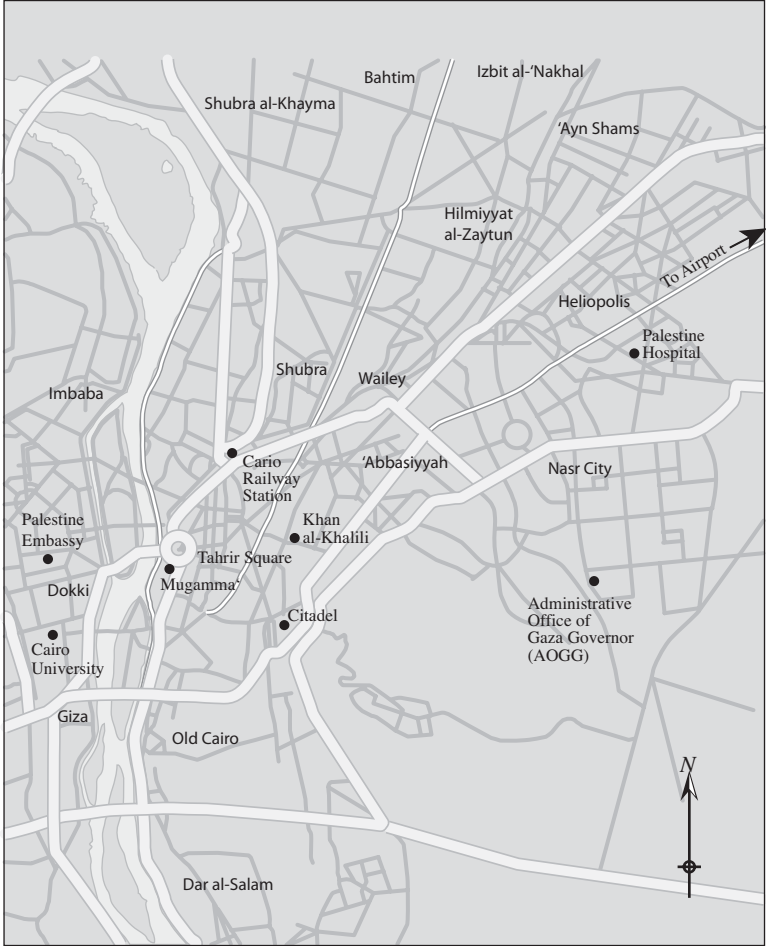 Bahtim
Izbit al-‘Nakhal
Shubra al-Khayma
‘Ayn Shams
Hilmiyyat
al-Zaytun
To Airport
Heliopolis
Palestine
Hospital
Shubra
Wailey
Imbaba
‘Abbasiyyah
Cario
Railway
Station
Nasr City
Palestine
Embassy
Khan
al-Khalili
Tahrir Square
Mugamma‘
Dokki
Administrative
Office of
Gaza Governor
(AOGG)
Citadel
Cairo
University
Giza
Old Cairo
N
Dar al-Salam